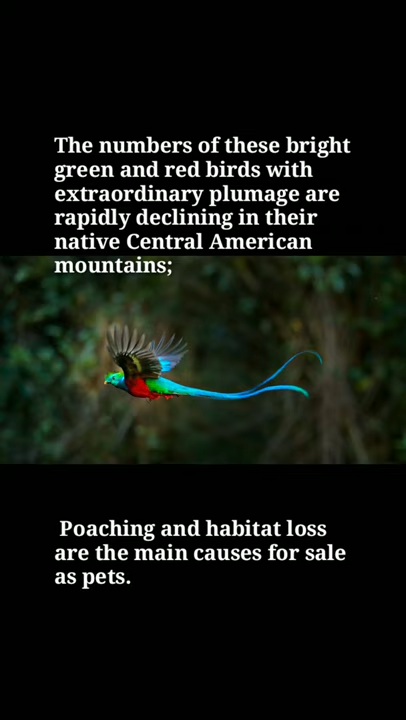 The numbers of these bright
green and red birds with
extraordinary plumage are
rapidly declining in their
native Central American
mountains;
Poaching and habitat loss
are the main causes for sale
as pets.